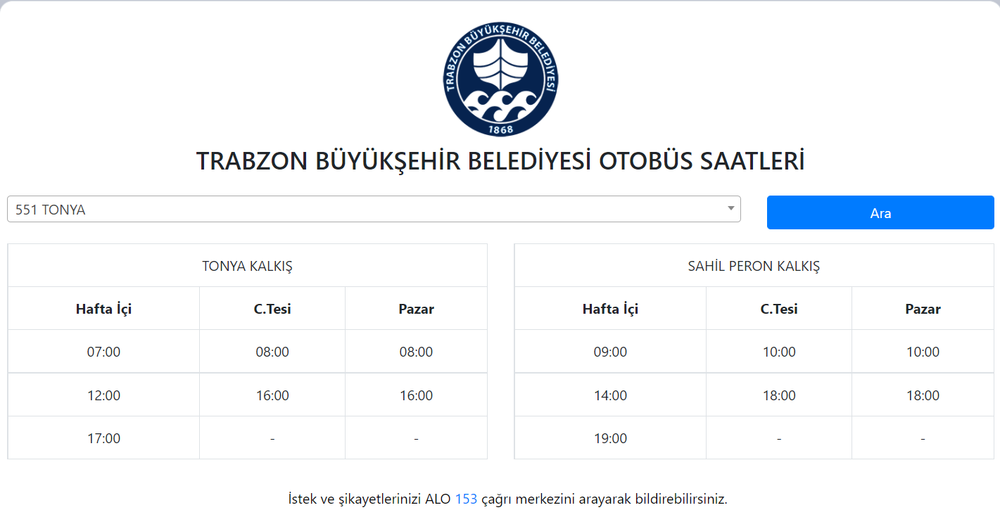 TRABZON BÜYÜKŞEHİR BELEDİYESİ
1868
TRABZON BÜYÜKŞEHİR BELEDİYESİ OTOBÜS SAATLERİ
551 TONYA
Ara
TONYA KALKIŞ
Hafta İçi C.Tesi Pazar
07:00 08:00 08:00
12:00 16:00 16:00
17:00 - -
SAHİL PERON KALKIŞ
Hafta İçi C.Tesi Pazar
09:00 10:00 10:00
14:00 18:00 18:00
19:00 - -
İstek ve şikayetlerinizi ALO 153 çağrı merkezini arayarak bildirebilirsiniz.